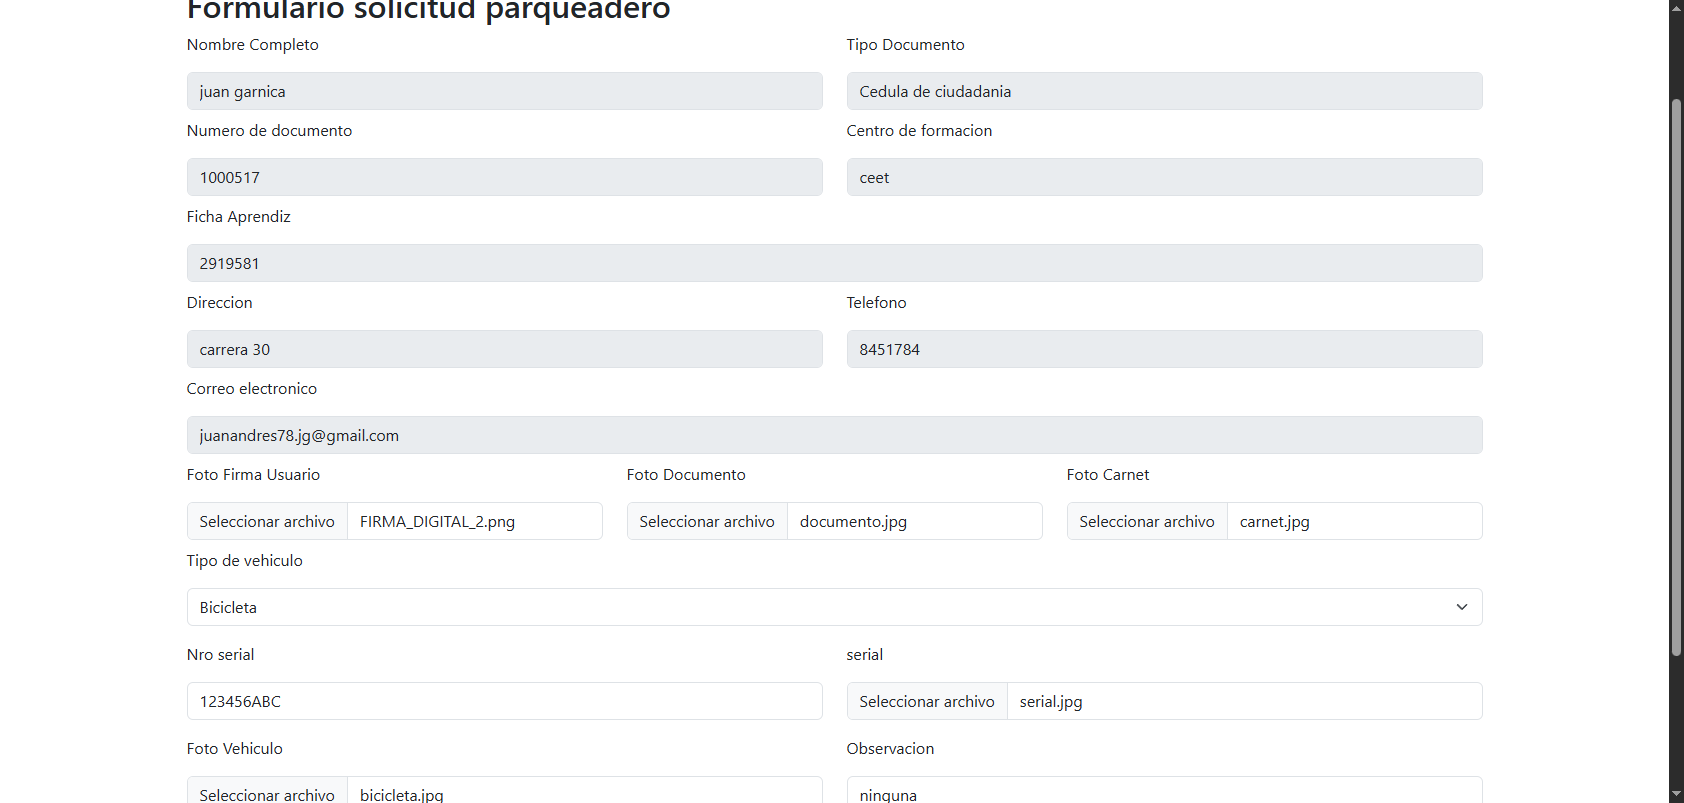 Formulario solicitud parqueadero
Nombre Completo
Tipo Documento
juan garnica
Cedula de ciudadania
Numero de documento
Centro de formacion
1000517
ceet
Ficha Aprendiz
2919581
Direccion
Telefono
carrera 30
8451784
Correo electronico
juanandres78.jg@gmail.com
Foto Firma Usuario
Foto Documento
Foto Carnet
Seleccionar archivo FIRMA_DIGITAL_2.png
Seleccionar archivo documento.jpg
Seleccionar archivo carnet.jpg
Tipo de vehiculo
Bicicleta
Nro serial
serial
123456ABC
Seleccionar archivo serial.jpg
Foto Vehiculo
Observacion
Seleccionar archivo bicicleta.jpg
ninguna